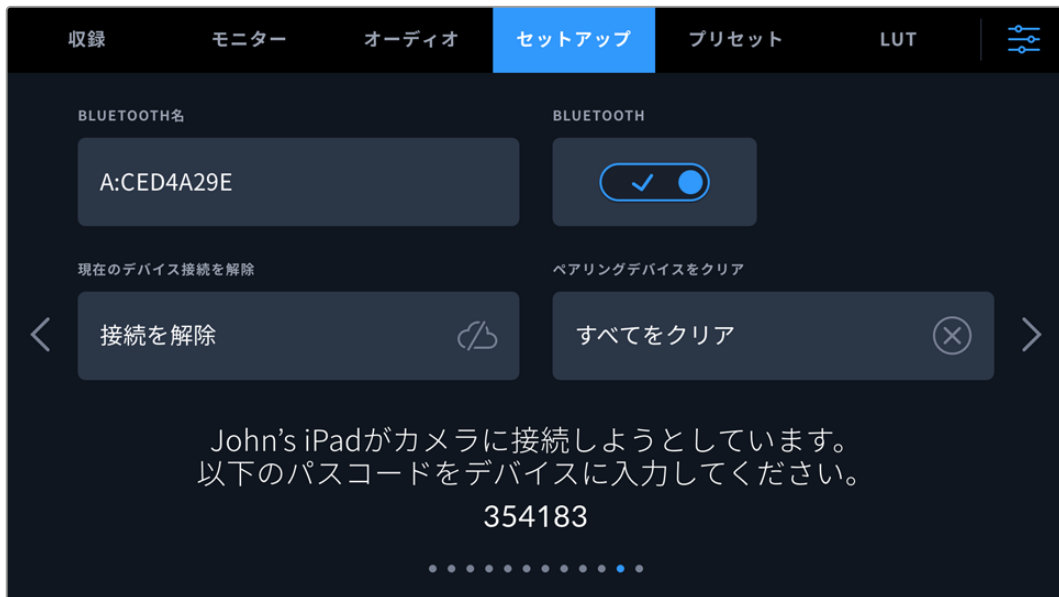 収録 モニター オーディオ セットアップ プリセット LUT
BLUETOOTH名 BLUETOOTH
A:CED4A29E
現在のデバイス接続を解除 ペアリングデバイスをクリア
接続を解除 すべてをクリア
John’s iPadがカメラに接続しようとしています。
以下のパスコードをデバイスに入力してください。
354183